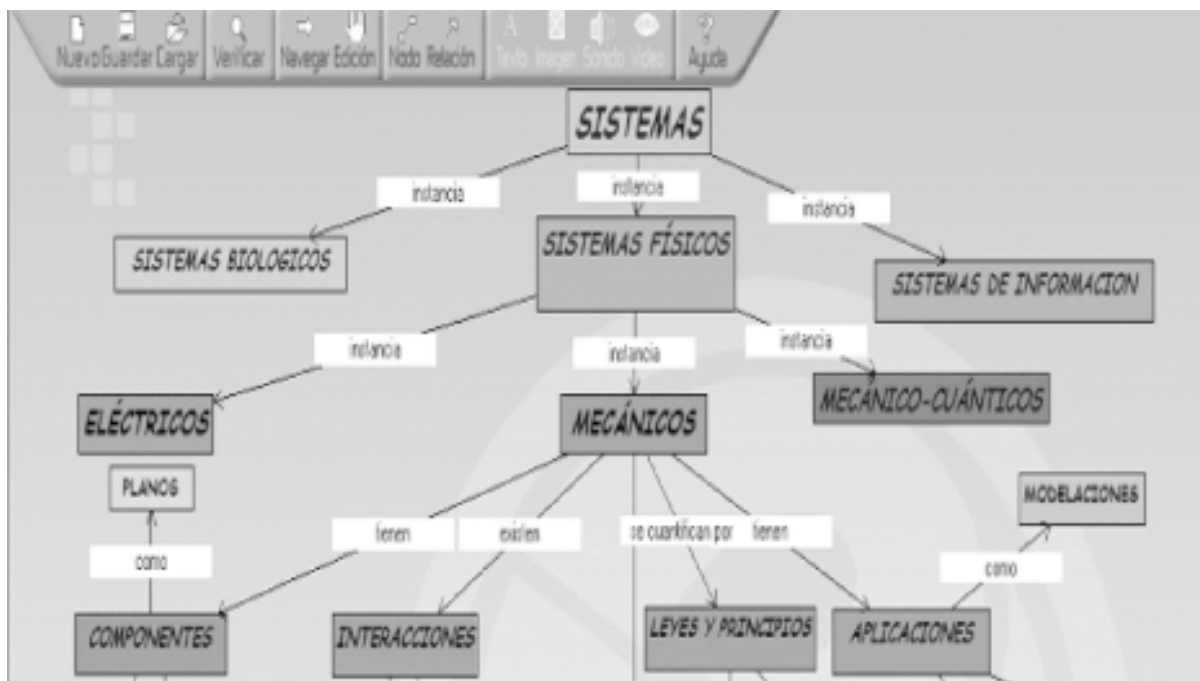 Nuevo Guardar Cargar Verificar Navegar Edición Nodo Relación Texto Imagen Sonido Video Ayuda
SISTEMAS
instancia
instancia
instancia
SISTEMAS BIOLOGICOS
SISTEMAS FÍSICOS
SISTEMAS DE INFORMACION
instancia
instancia
instancia
ELÉCTRICOS
MECÁNICOS
MECÁNICO-CUÁNTICOS
PLANOS
MODELACIONES
tienen
existen
se cuantifican por
tienen
como
como
COMPONENTES
INTERACCIONES
LEYES Y PRINCIPIOS
APLICACIONES